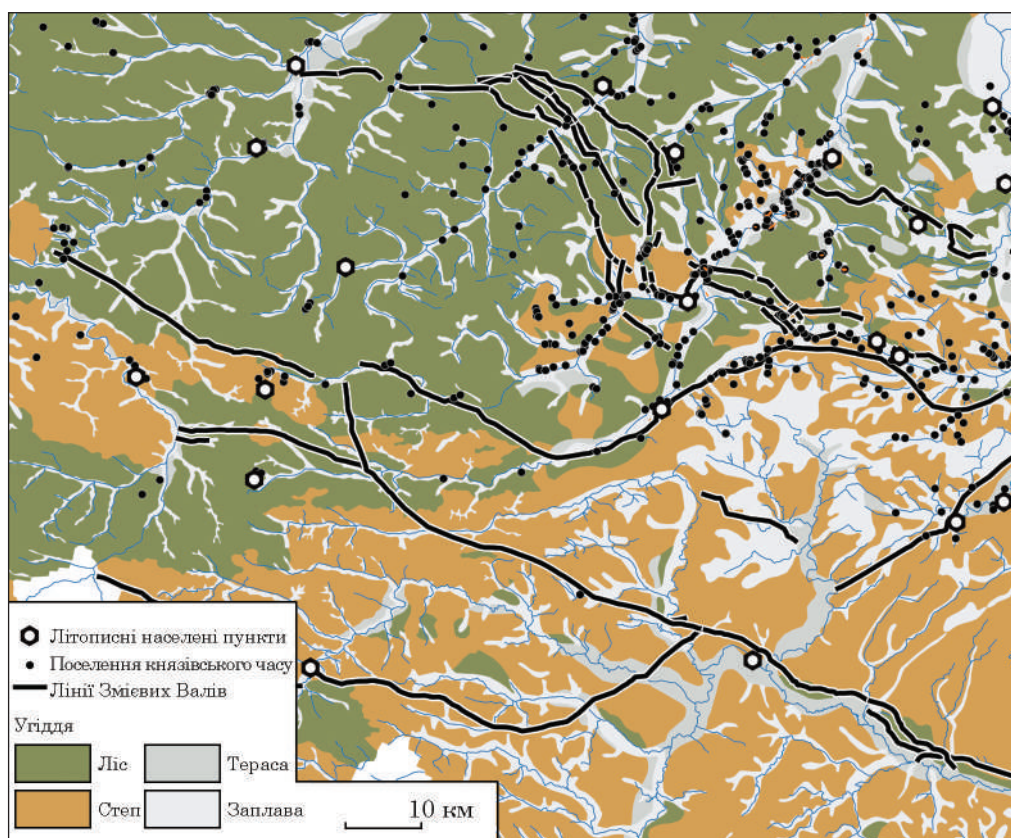 Літописні населені пункти
Поселення князівського часу
Лінії Змієвих Валів
Угіддя
Ліс
Тераса
Степ
Заплава
10 км